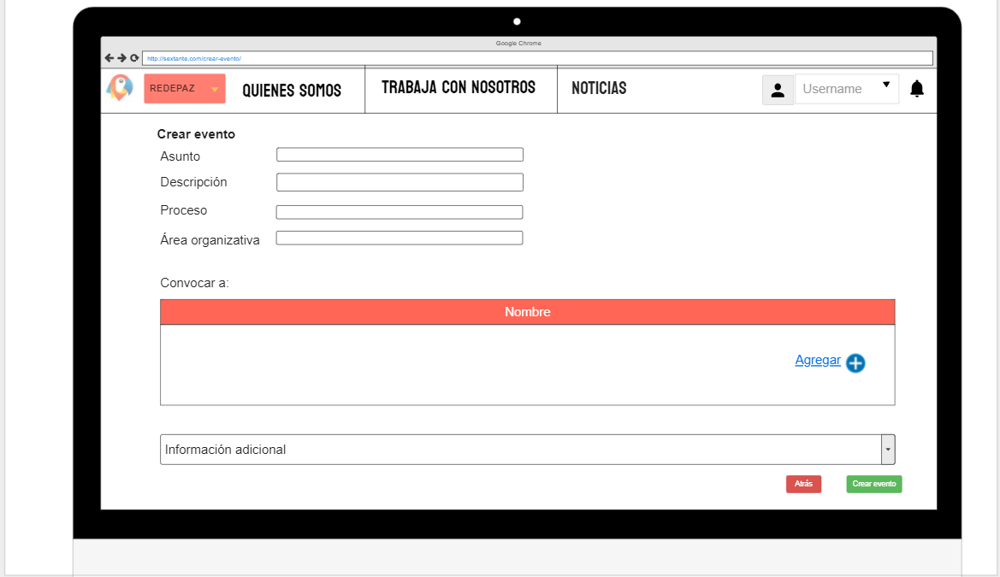 Google Chrome
http://sextante.com/crear-evento/
REDEPAZ
QUIENES SOMOS
TRABAJA CON NOSOTROS
NOTICIAS
Username
Crear evento
Asunto
Descripción
Proceso
Área organizativa
Convocar a:
Nombre
Agregar
Información adicional
Atrás
Crear evento